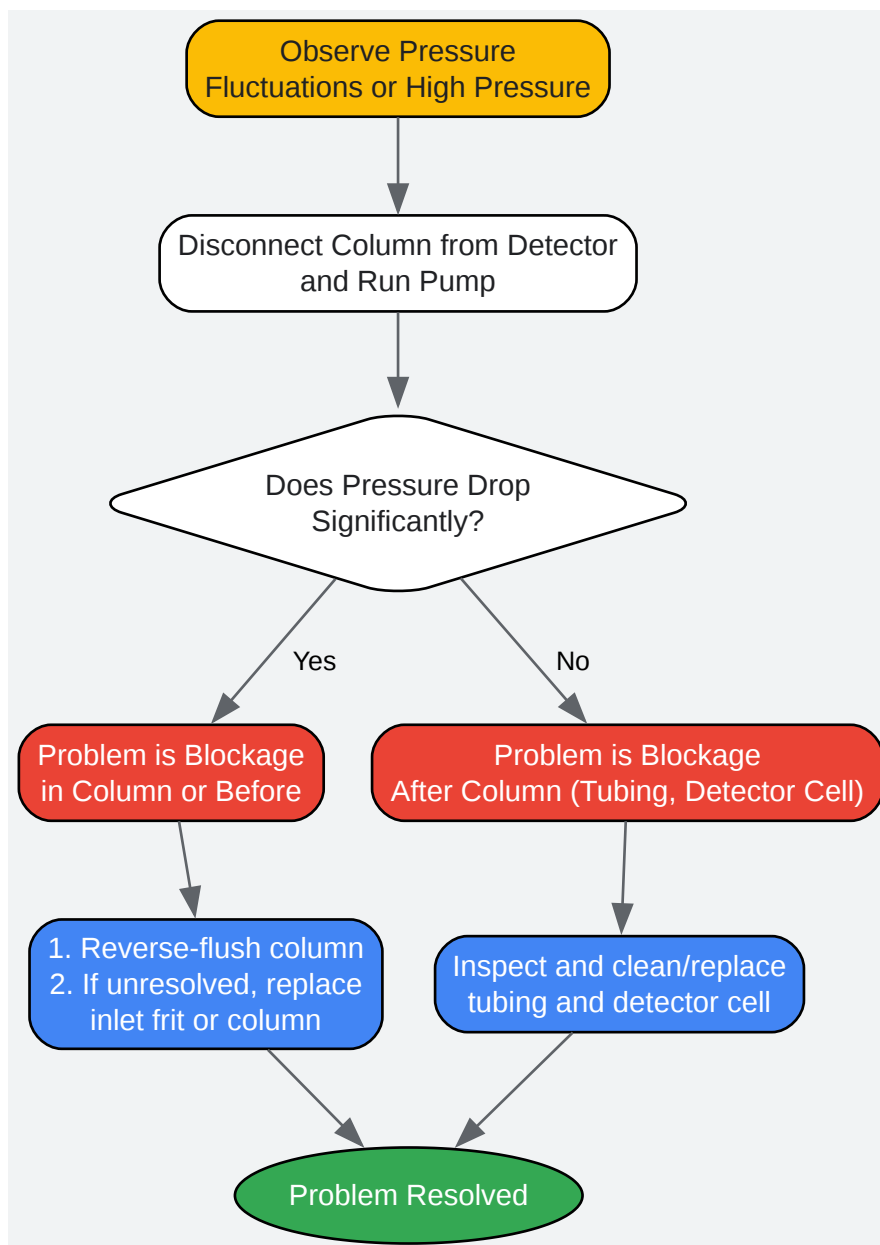 Observe Pressure
Fluctuations or High Pressure
Disconnect Column from Detector
and Run Pump
Does Pressure Drop
Significantly?
Yes
No
Problem is Blockage
in Column or Before
Problem is Blockage
After Column (Tubing, Detector Cell)
1. Reverse-flush column
2. If unresolved, replace
inlet frit or column
Inspect and clean/replace
tubing and detector cell
Problem Resolved